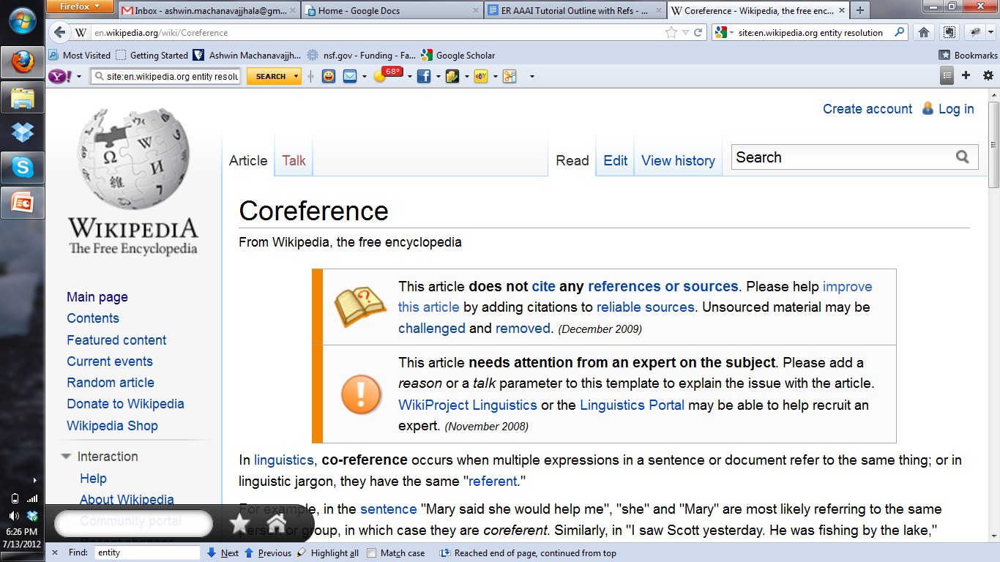 Firefox
Inbox - ashwin.machanavajjhala@gm...
Home - Google Docs
ER AAAI Tutorial Outline with Refs - ...
Coreference - Wikipedia, the free enc...
en.wikipedia.org/wiki/Coreference
site:en.wikipedia.org entity resolution
Most Visited
Getting Started
Ashwin Machanavajjh...
nsf.gov - Funding - Fa...
Google Scholar
Bookmarks
Y!
site:en.wikipedia.org entity resolu
SEARCH
68°
ebY
Create account
Log in
Article
Talk
Read
Edit
View history
Search
WIKIPEDIA
The Free Encyclopedia
Main page
Contents
Featured content
Current events
Random article
Donate to Wikipedia
Wikipedia Shop
Interaction
Help
About Wikipedia
Community portal
Recent changes
Coreference
From Wikipedia, the free encyclopedia
This article does not cite any references or sources. Please help improve
this article by adding citations to reliable sources. Unsourced material may be
challenged and removed. (December 2009)
This article needs attention from an expert on the subject. Please add a
reason or a talk parameter to this template to explain the issue with the article.
WikiProject Linguistics or the Linguistics Portal may be able to help recruit an
expert. (November 2008)
In linguistics, co-reference occurs when multiple expressions in a sentence or document refer to the same thing; or in
linguistic jargon, they have the same "referent."
For example, in the sentence "Mary said she would help me", "she" and "Mary" are most likely referring to the same
person or group, in which case they are coreferent. Similarly, in "I saw Scott yesterday. He was fishing by the lake,"
6:26 PM
7/13/2012
Find:
entity
Next
Previous
Highlight all
Match case
Reached end of page, continued from top